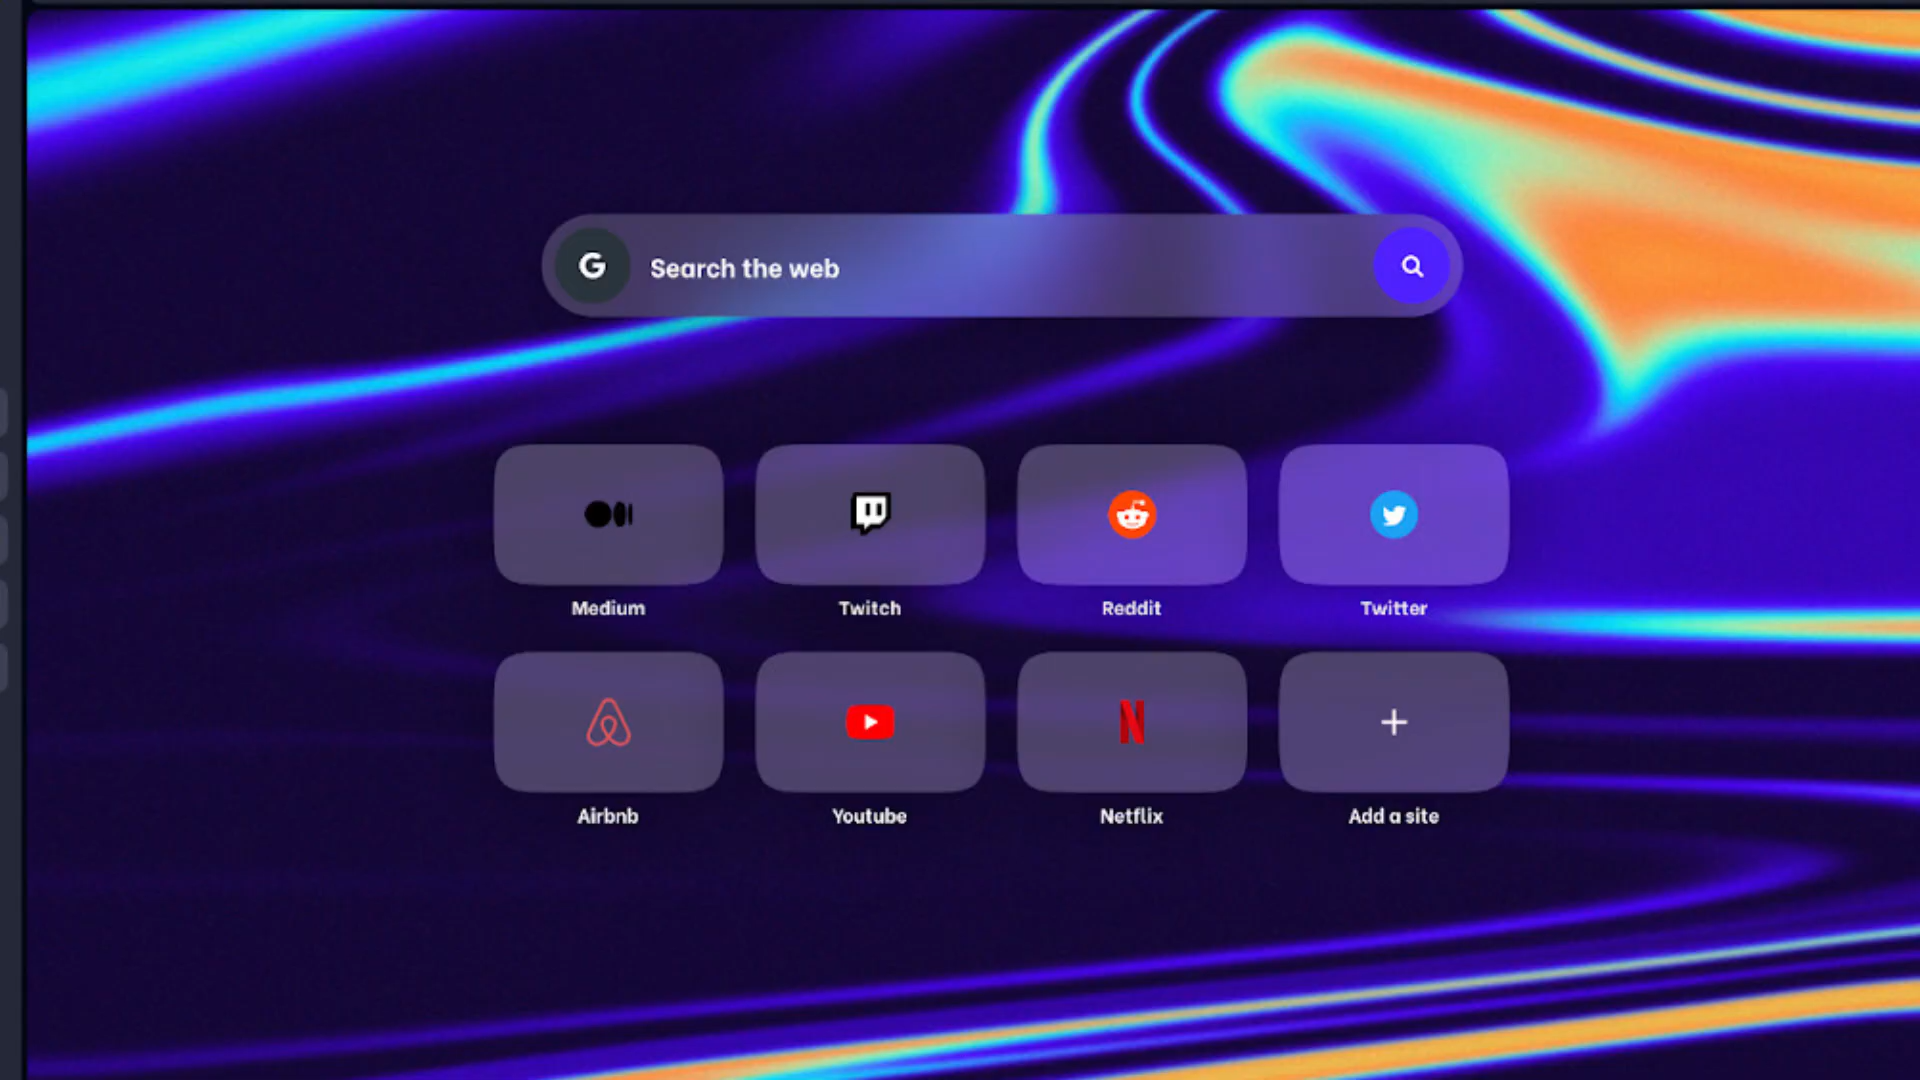 G Search the web
Medium
Twitch
Reddit
Twitter
Airbnb
Youtube
Netflix
Add a site